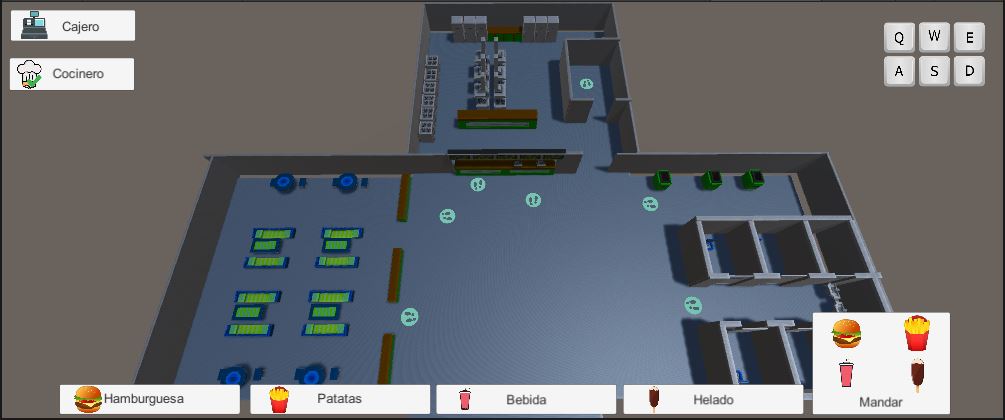 Cajero
Q W E
Cocinero
A S D
Hamburguesa
Patatas
Bebida
Helado
Mandar